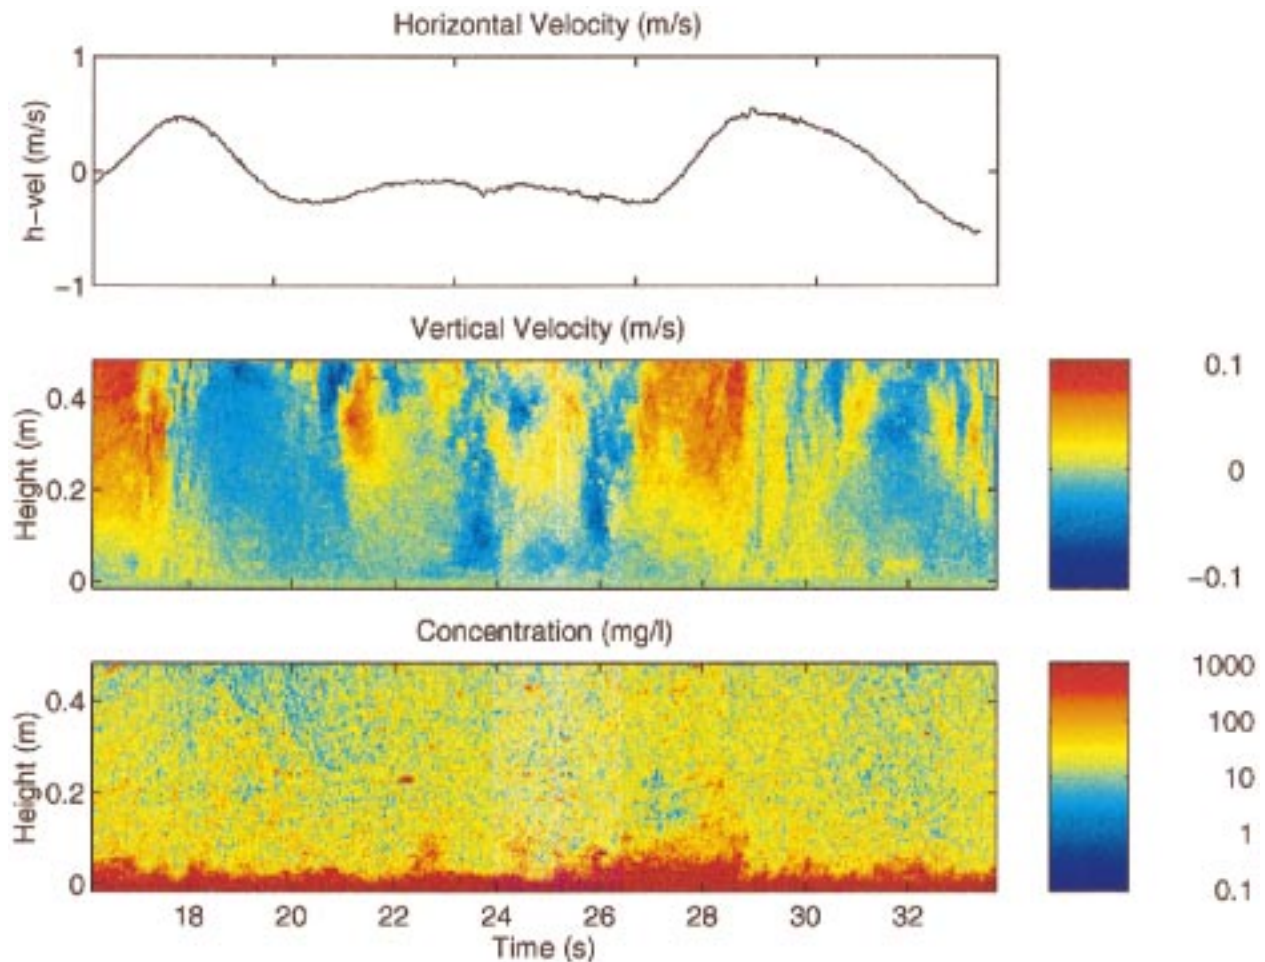 Horizontal Velocity (m/s)
1
0
−1
h−vel (m/s)
Vertical Velocity (m/s)
0.4
0.2
0
Height (m)
0.1
0
−0.1
Concentration (mg/l)
0.4
0.2
0
Height (m)
1000
100
10
1
0.1
18 20 22 24 26 28 30 32
Time (s)